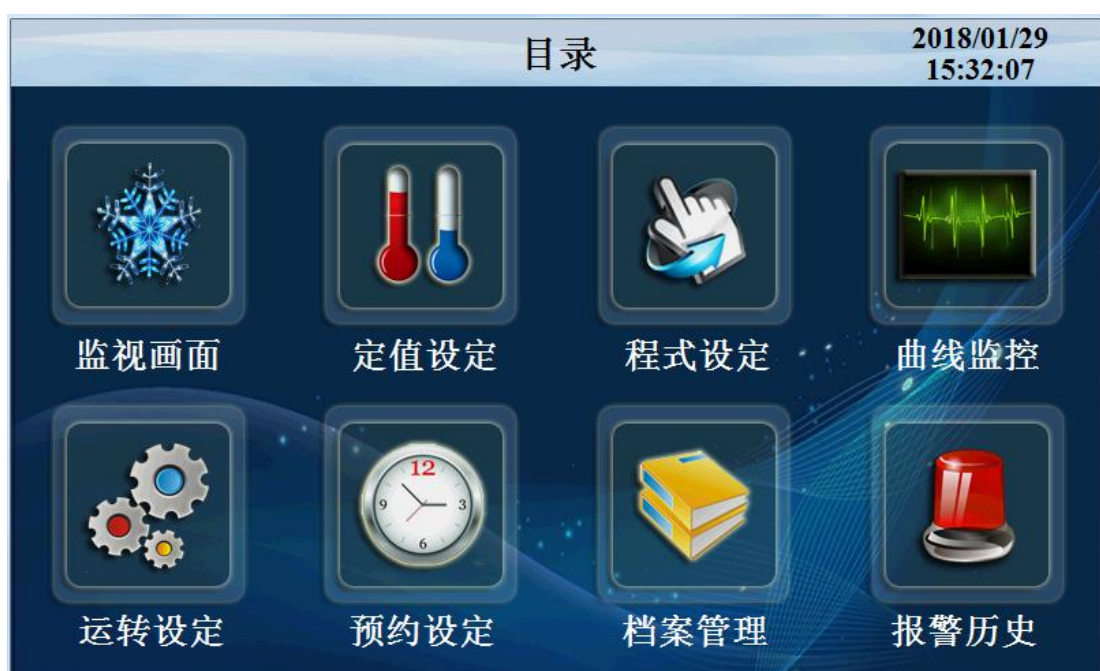 目录
2018/01/29
15:32:07
监视画面
定值设定
程式设定
曲线监控
运转设定
12
9
3
6
预约设定
档案管理
报警历史